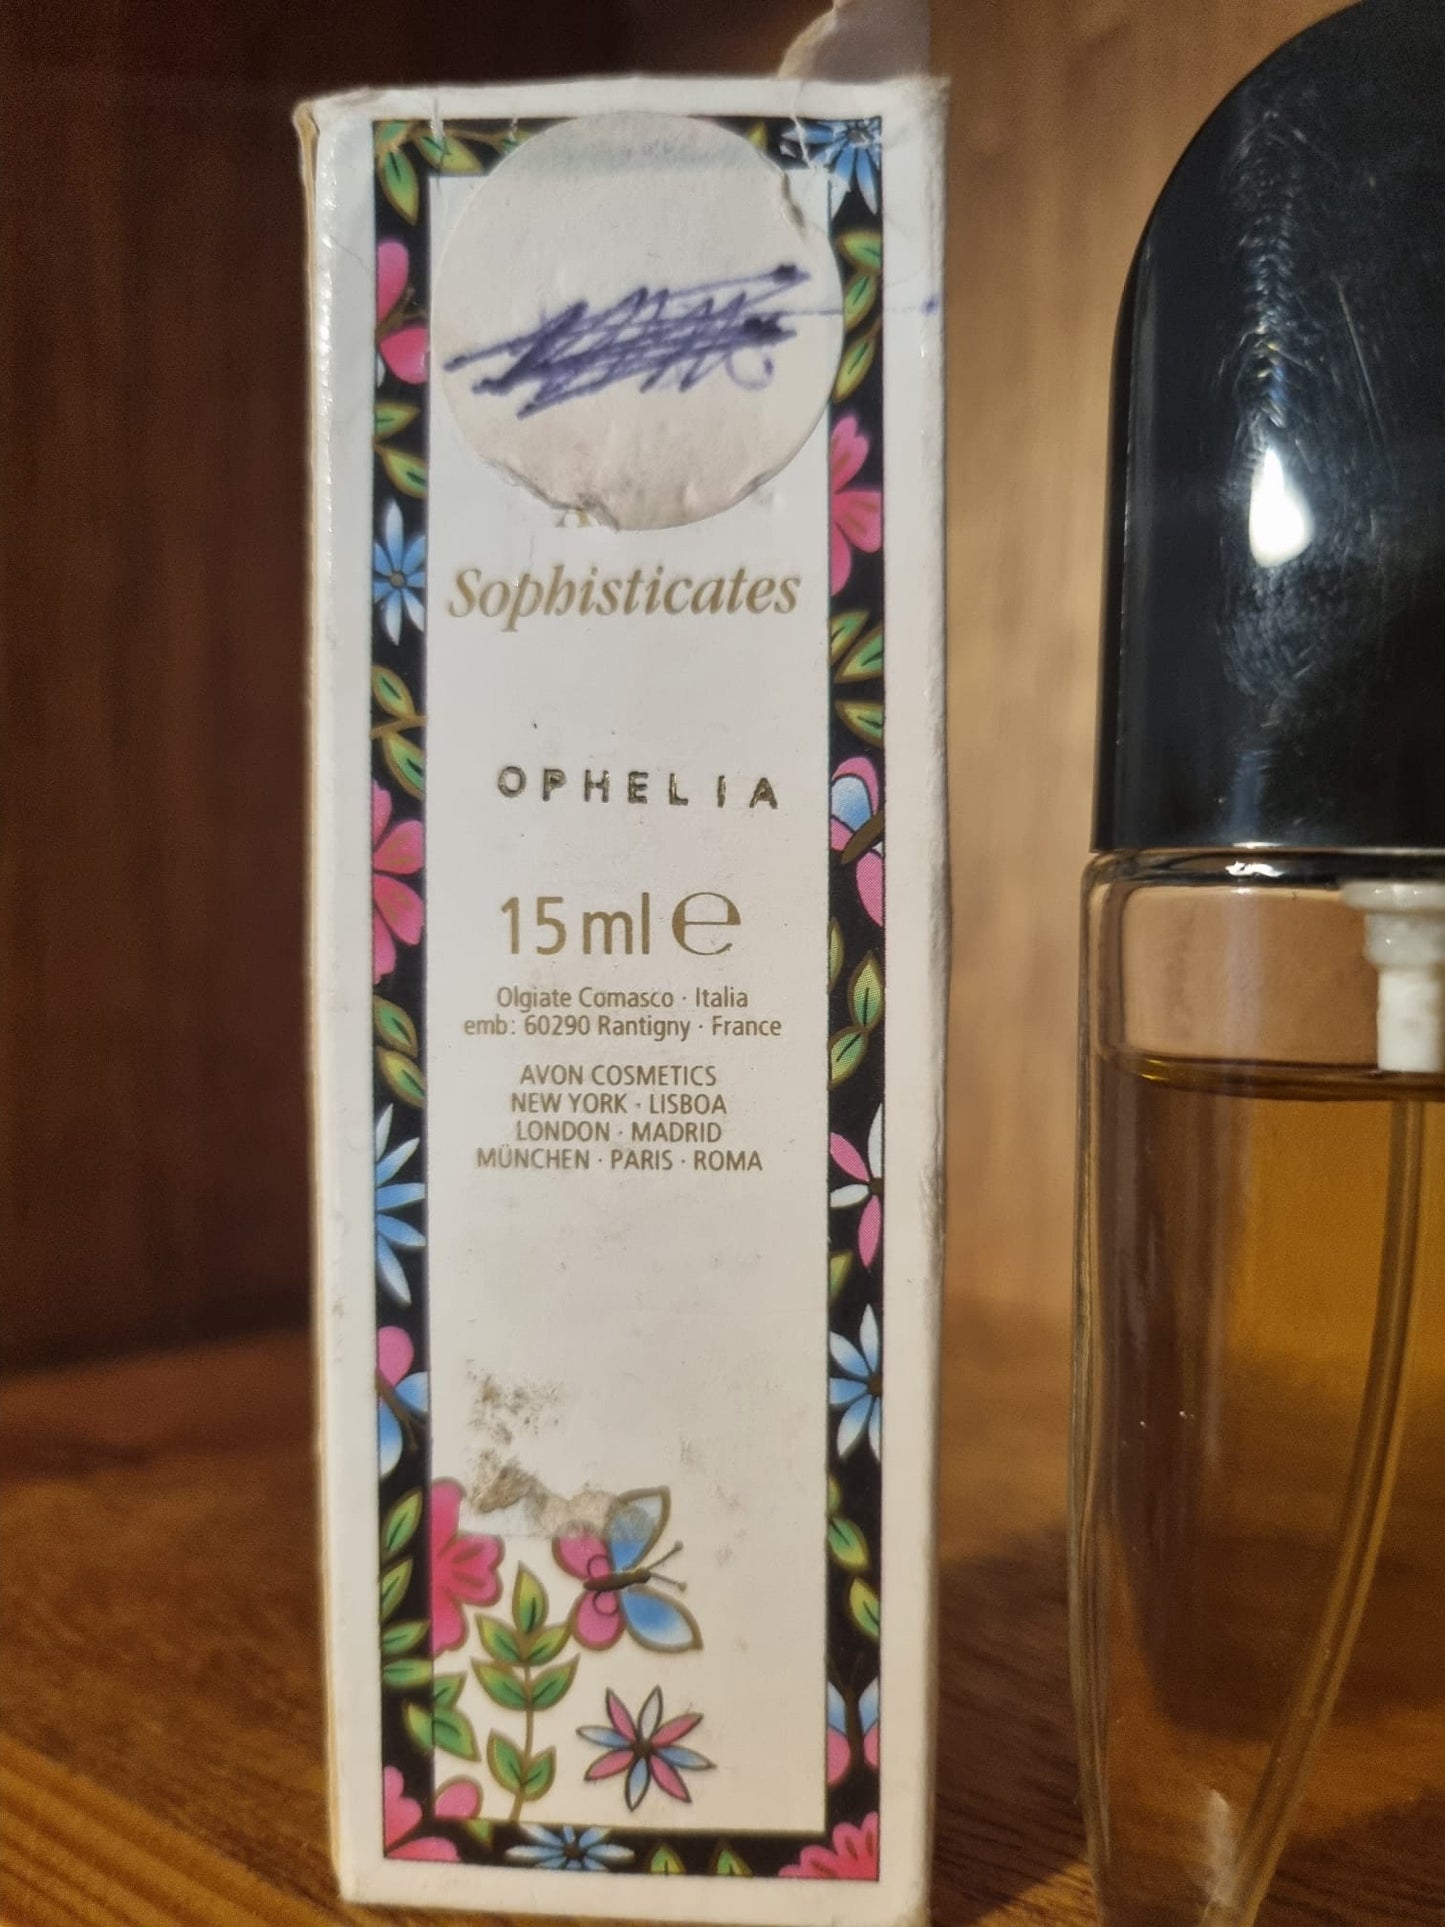 Sophisticates
OPHELIA
15ml e
Olgiate Comasco · Italia
emb: 60290 Rantigny · France
AVON COSMETICS
NEW YORK · LISBOA
LONDON · MADRID
MÜNCHEN · PARIS · ROMA